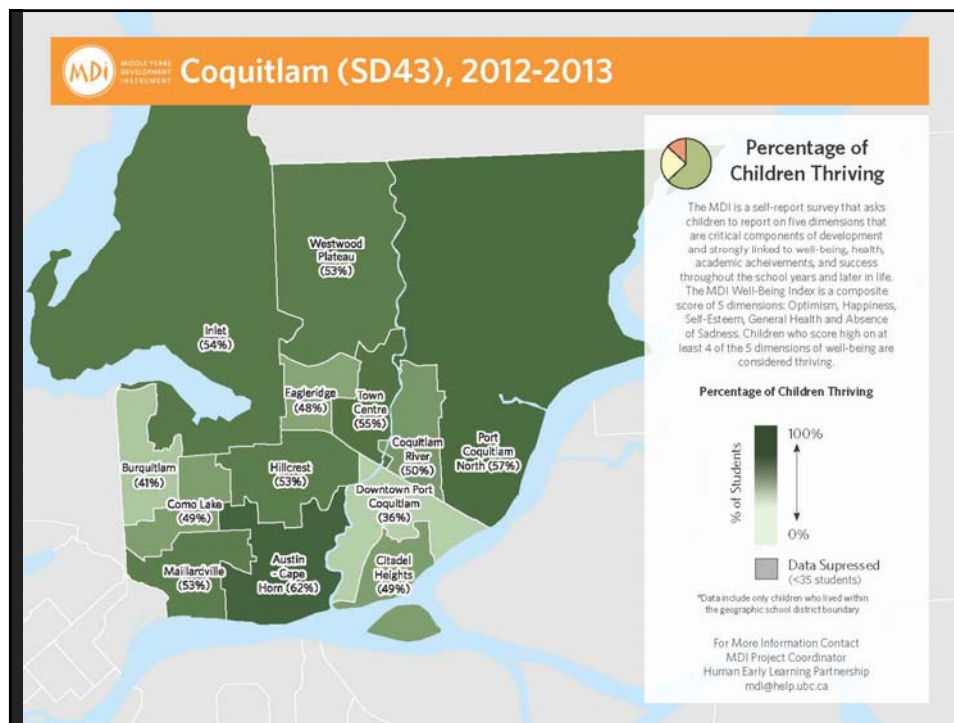 MDi
MIDDLE YEARS
DEVELOPMENT
INSTRUMENT
Coquitlam (SD43), 2012-2013
Percentage of
Children Thriving
The MDI is a self-report survey that asks
children to report on five dimensions that
are critical components of development
and strongly linked to well-being, health,
academic acheivements, and success
throughout the school years and later in life.
The MDI Well-Being Index is a composite
score of 5 dimensions: Optimism, Happiness,
Self-Esteem, General Health and Absence
of Sadness. Children who score high on at
least 4 of the 5 dimensions of well-being are
considered thriving.
Percentage of Children Thriving
% of Students
100%
0%
Data Supressed
(<35 students)
*Data include only children who lived within
the geographic school district boundary
For More Information Contact
MDI Project Coordinator
Human Early Learning Partnership
mdi@help.ubc.ca
Westwood
Plateau
(53%)
Inlet
(54%)
Eagleridge
(48%)
Town
Centre
(55%)
Coquitlam
River
(50%)
Port
Coquitlam
North (57%)
Burquitlam
(41%)
Hillcrest
(53%)
Como Lake
(49%)
Downtown Port
Coquitlam
(36%)
Maillardville
(53%)
Austin
-Cape
Horn (62%)
Citadel
Heights
(49%)